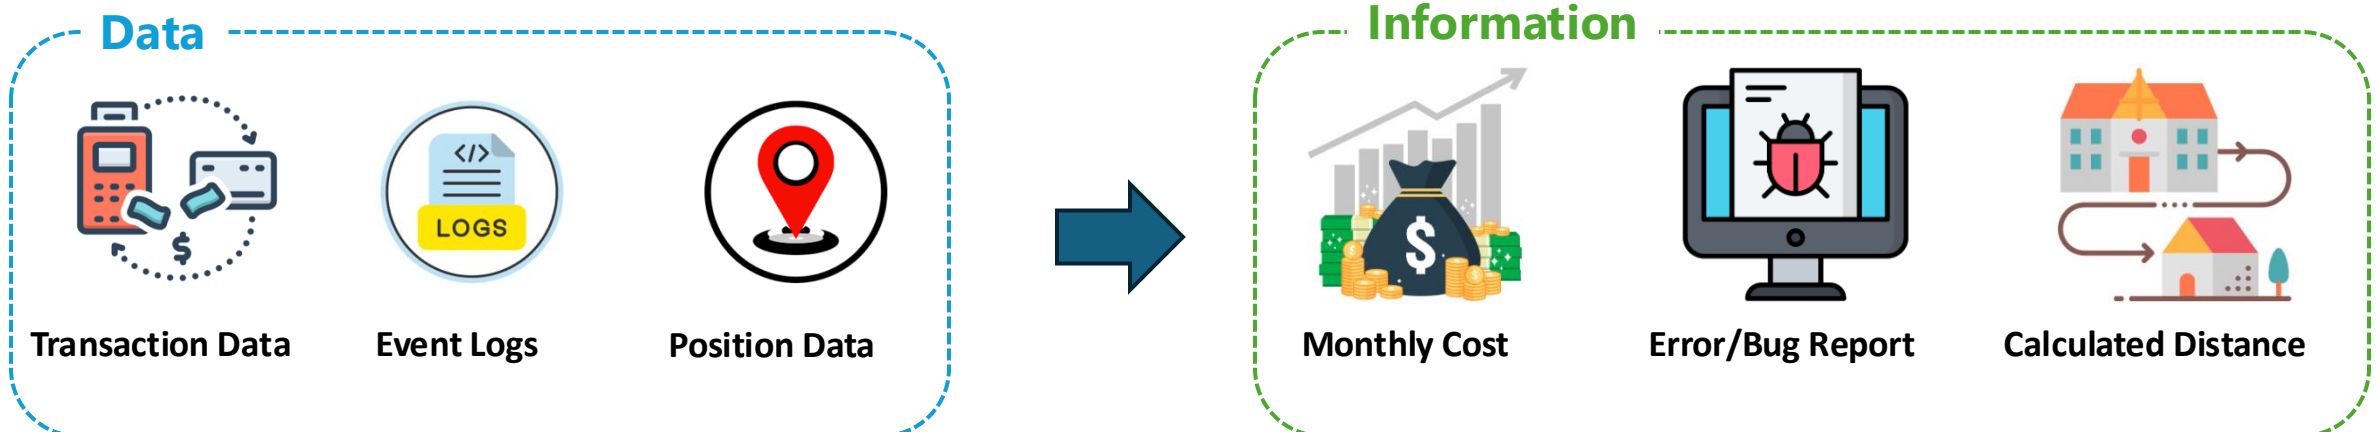 Data
Information
</>
LOGS
$
$
Transaction Data
Event Logs
Position Data
Monthly Cost
Error/Bug Report
Calculated Distance